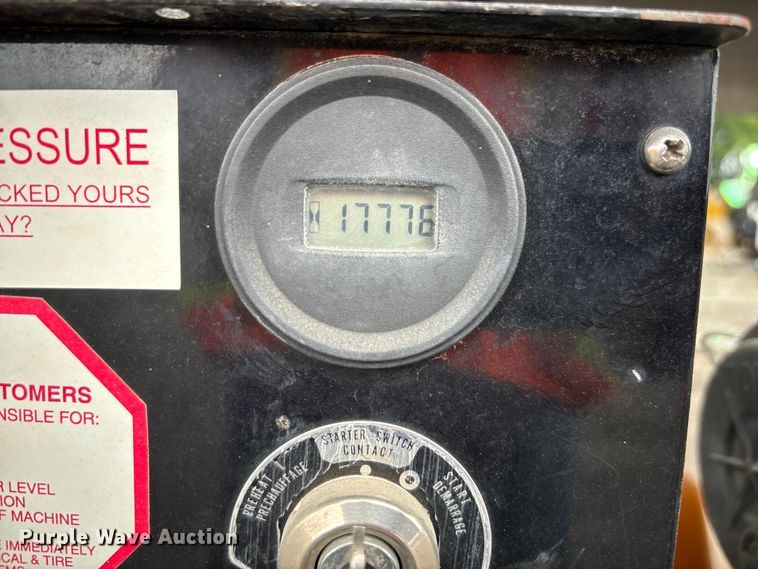 ESSURE
CKED YOURS
AY?
17776
STARTER SWITCH
CONTACT
PREHEAT
PRECHAUFFAGE
START
DEMARRAGE
TOMERS
NSIBLE FOR:
R LEVEL
ION
F MACHINE
E IMMEDIATELY
CAL & TIRE
EMS
Purple Wave Auction